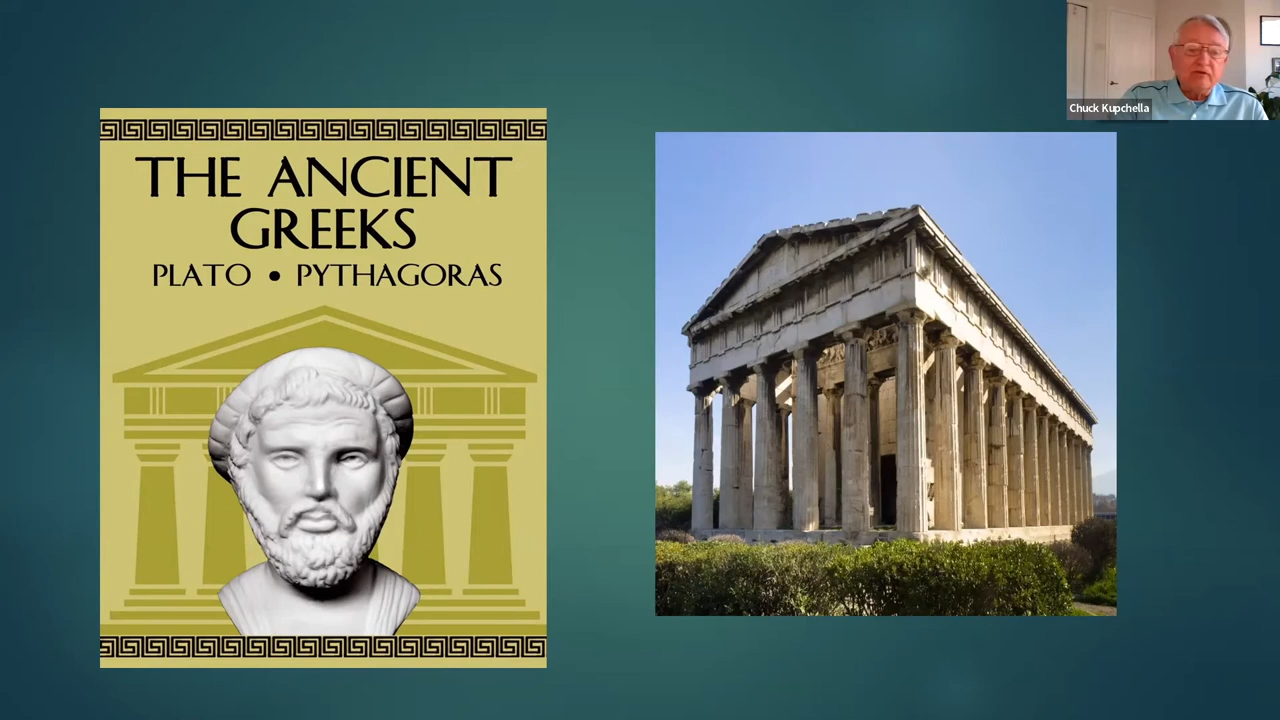 THE ANCIENT
GREEKS
PLATO • PYTHAGORAS
Chuck Kupchella